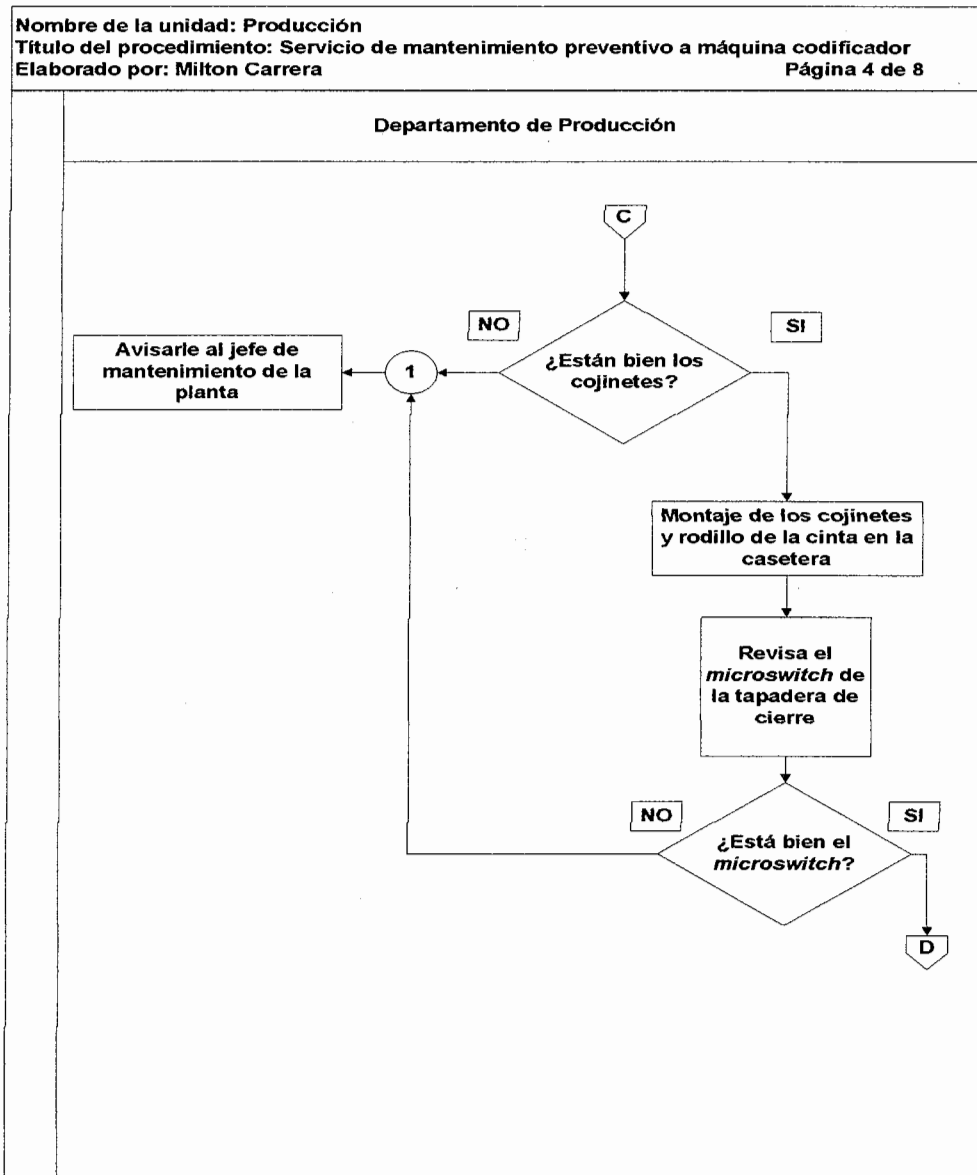 Nombre de la unidad: Producción
Título del procedimiento: Servicio de mantenimiento preventivo a máquina codificador
Elaborado por: Milton Carrera Página 4 de 8
Departamento de Producción
C
NO
SI
¿Están bien los
cojinetes?
1
Avisarle al jefe de
mantenimiento de la
planta
Montaje de los cojinetes
y rodillo de la cinta en la
casetera
Revisa el
microswitch de
la tapadera de
cierre
NO
SI
¿Está bien el
microswitch?
D